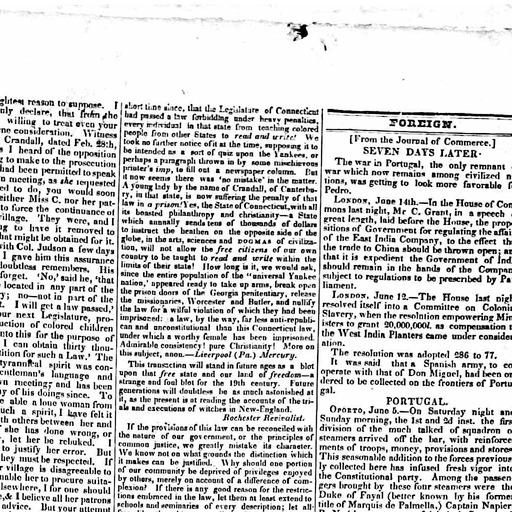 ghtest reason to suppose.
nly declare, that from the
willing to treat even your
ne consideration. Witness
Crandall, dated Feb. 28th,
s I heard of the opposition
g to make to the prosecution
had been permitted to speak
n meeting, as she requested
ed to do, you would soon
either Miss C. nor her pat-
to force the continuance of
village. They were, and I
ng to have it removed to
hat might be obtained for it.
with Col. Judson a few days
I gave him this assurance
doubtless remembers. His
forget. 'No,' said he, 'that
located in any part of the
y; no—not in part of the
I will get a law passed,'
our next Legislature, pro-
uction of colored children
nto this for the purpose of
I can obtain thirty thou-
tition for such a Law.' The
tyrannical spirit was con-
gentleman's language and
wn meeting; and has been
y of his doings since. To
e able a lone woman from
uch a spirit, I have felt it
th others between her and
f she has done wrong, or
, let her be rebuked. I
to justify her error. But
they must be respected. If
r village is disagreeable to
nable her to procure suita-
elsewhere, I for one should
& I believe all her patrons
advice. But your attempt
short time since, that the Legislature of Connecticut
had passed a law forbidding under heavy penalties,
every individual in that state from teaching colored
people from other States to read and write! We
took no farther notice of it at the time, supposing it to
be intended as a sort of quiz upon the Yankees, or
perhaps a paragraph thrown in by some mischievous
printer's imp, to fill out a newspaper column. But
it now seems there was 'no mistake' in the matter.
A young lady by the name of Crandall, of Canterbu-
ry, in that state, is now suffering the penalty of that
law in a prison! Yes, the State of Connecticut, with all
its boasted philanthropy and christianity—a State
which annually sends tens of thousands of dollars
to instruct the heathen on the opposite side of the
globe, in the arts, sciences and DOGMAS of civiliza-
tion, will not allow the free citizens of our own
country to be taught to read and write within the
limits of their state! How long is it, we would ask,
since the entire population of the "universal Yankee
nation," appeared ready to take up arms, break open
the prison doors of the Georgia penitentiary, release
the missionaries, Worcester and Butler, and nullify
the law for a wilful violation of which they had been
imprisoned: a law, by the way, far less anti-republi-
can and unconstitutional than this Connecticut law,
under which a worthy female has been imprisoned.
Admirable consistency! pure Christianity! More on
this subject, anon.—Liverpool (Pa.) Mercury.
This transaction will stand in future ages as a blot
upon that free state and our land of freedom—a
strange and foul blot for the 19th century. Future
generations will doubtless be as much astonished at
it, as the present at reading the accounts of the tri-
als and executions of witches in New-England.
Rochester Revivalist.
If the provisions of this law can be reconciled with
the nature of our government, or the principles of
common justice, we greatly mistake their character.
We know not on what grounds the distinction which
it makes can be justified. Why should one portion
of our community be deprived of privileges enjoyed
by others, merely on account of a difference of com-
plexion? If there is any good reason for the restric-
tions embraced in the law, let them at least extend to
schools and seminaries of every description; let all
FOREIGN.
[From the Journal of Commerce.]
SEVEN DAYS LATER.
The war in Portugal, the only remnant
war which now remains among civilized n
tions, was getting to look more favorable f
Pedro.
LONDON, June 14th.—In the House of Com
mons last night, Mr. C. Grant, in a speech
great length, laid before the House, the prop
sitions of Government for regulating the affair
of the East India Company, to the effect th
the trade to China should be thrown open; an
that it is expedient the Government of Indi
should remain in the hands of the Compan
subject to regulations to be prescribed by Pa
liament.
LONDON, June 12.—The House last nigh
resolved itself into a Committee on Colonia
Slavery, when the resolution empowering Mini
isters to grant 20,000,000l. as compensation t
the West India Planters came under consider
ation.
The resolution was adopted 286 to 77.
It was said that a Spanish army, to co
operate with that of Don Miguel, had been or
dered to be collected on the frontiers of Portu
gal.
PORTUGAL.
OPORTO, June 5.—On Saturday night and
Sunday morning, the 1st and 2d inst. the first
division of the much talked of squadron o
steamers arrived off the bar, with reinforce
ments of troops, money, provisions and stores
This seasonable addition to the forces previous-
ly collected here has infused fresh vigor into
the Constitutional party. Among the passen
gers brought by these four steamers were the
Duke of Fayal (better known by his former
title of Marquis de Palmella,) Captain Napier